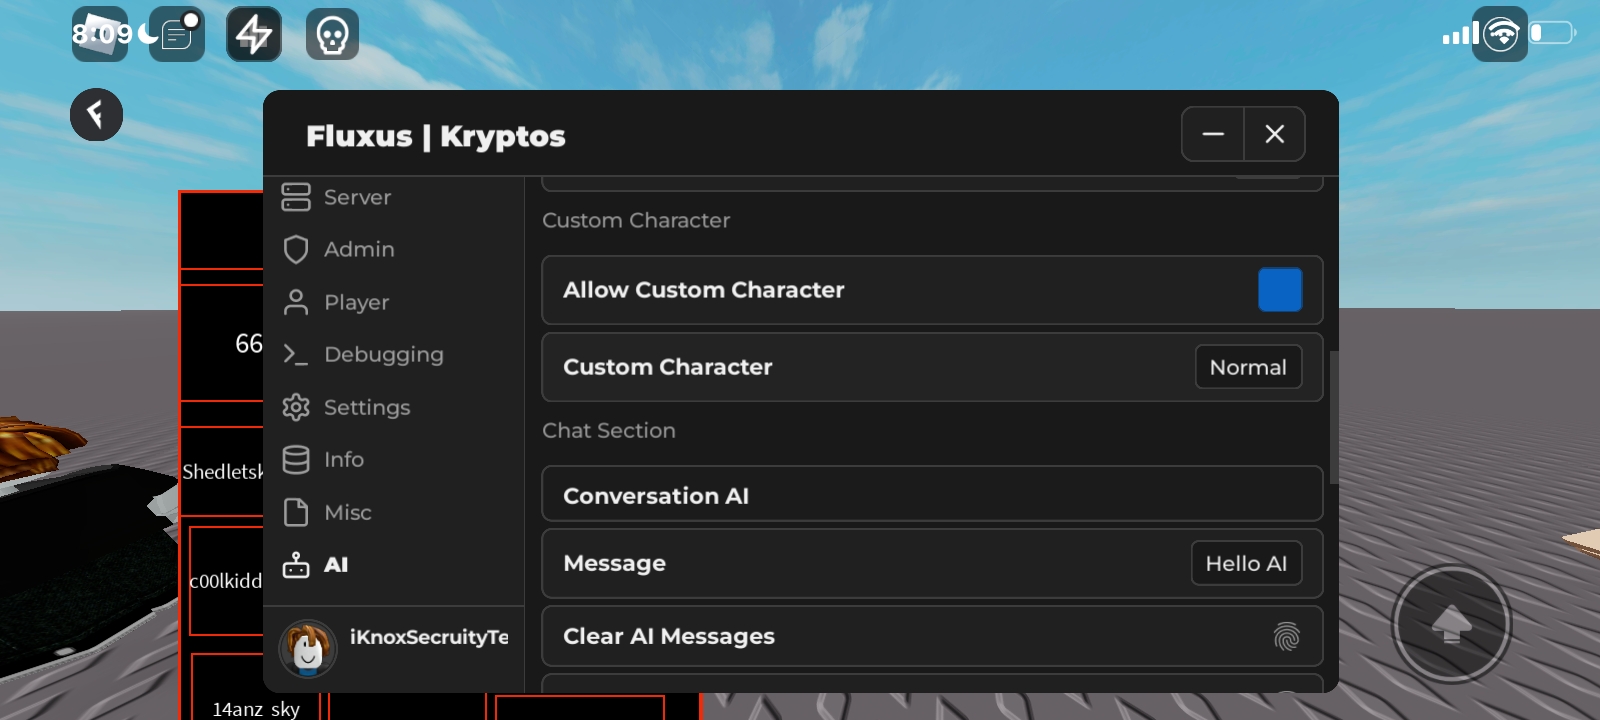 8:09
Fluxus | Kryptos
Server
Admin
Player
Debugging
Settings
Info
Misc
AI
iKnoxSecruityTe
Custom Character
Allow Custom Character
Custom Character
Normal
Chat Section
Conversation AI
Message
Hello AI
Clear AI Messages
66
Shedletsk
c00lkidd
14anz sky